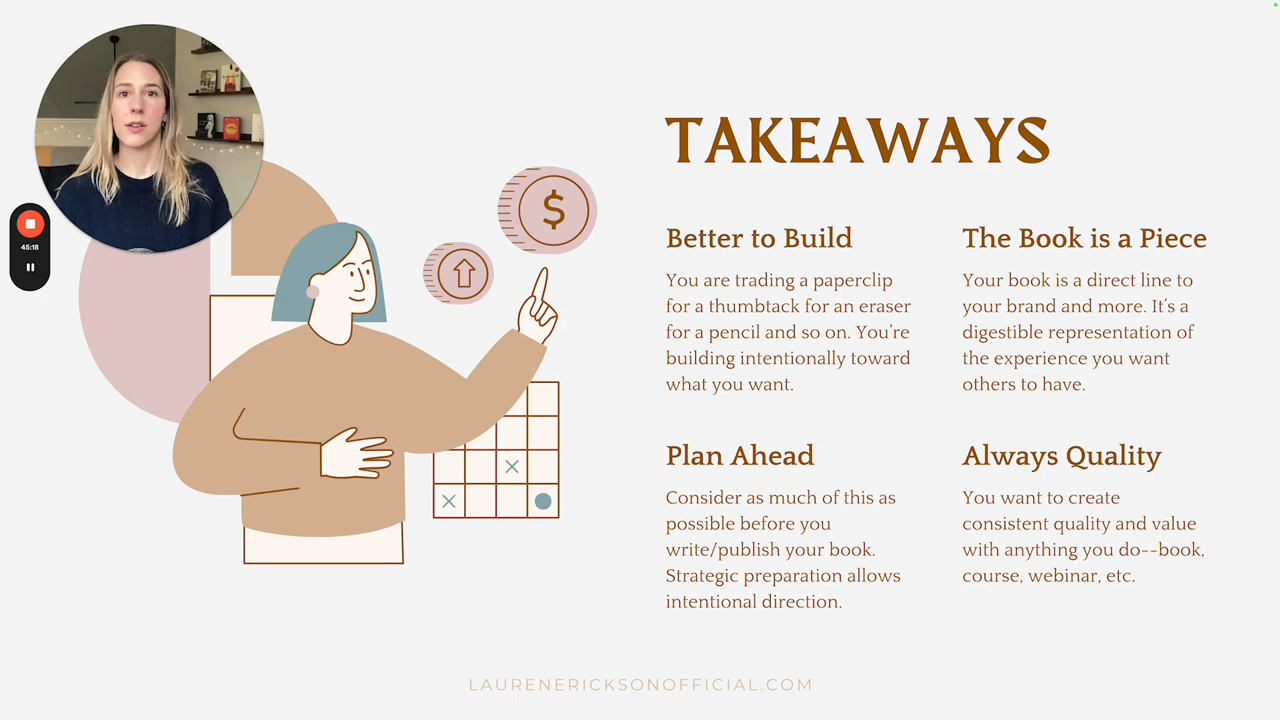 45:18
$
TAKEAWAYS
Better to Build
You are trading a paperclip
for a thumbtack for an eraser
for a pencil and so on. You're
building intentionally toward
what you want.
The Book is a Piece
Your book is a direct line to
your brand and more. It's a
digestible representation of
the experience you want
others to have.
Plan Ahead
Consider as much of this as
possible before you
write/publish your book.
Strategic preparation allows
intentional direction.
Always Quality
You want to create
consistent quality and value
with anything you do--book,
course, webinar, etc.
LAURENERICKSONOFFICIAL.COM